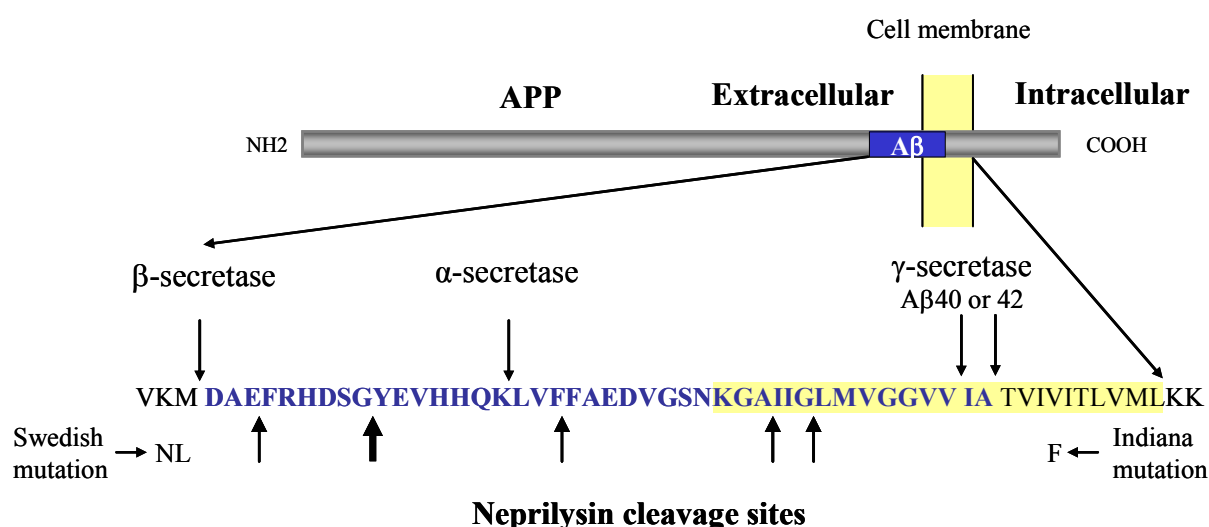 Cell membrane
APP
Extracellular
Intracellular
NH2
Aβ
COOH
β-secretase
α-secretase
γ-secretase
Aβ40 or 42
VKM DAEFRHDSGYEVHHQKLVFFAEDVGSNKGAIIGLMVGGVV IA TVIVITLVMLKK
Swedish
mutation
NL
F
Indiana
mutation
Neprilysin cleavage sites